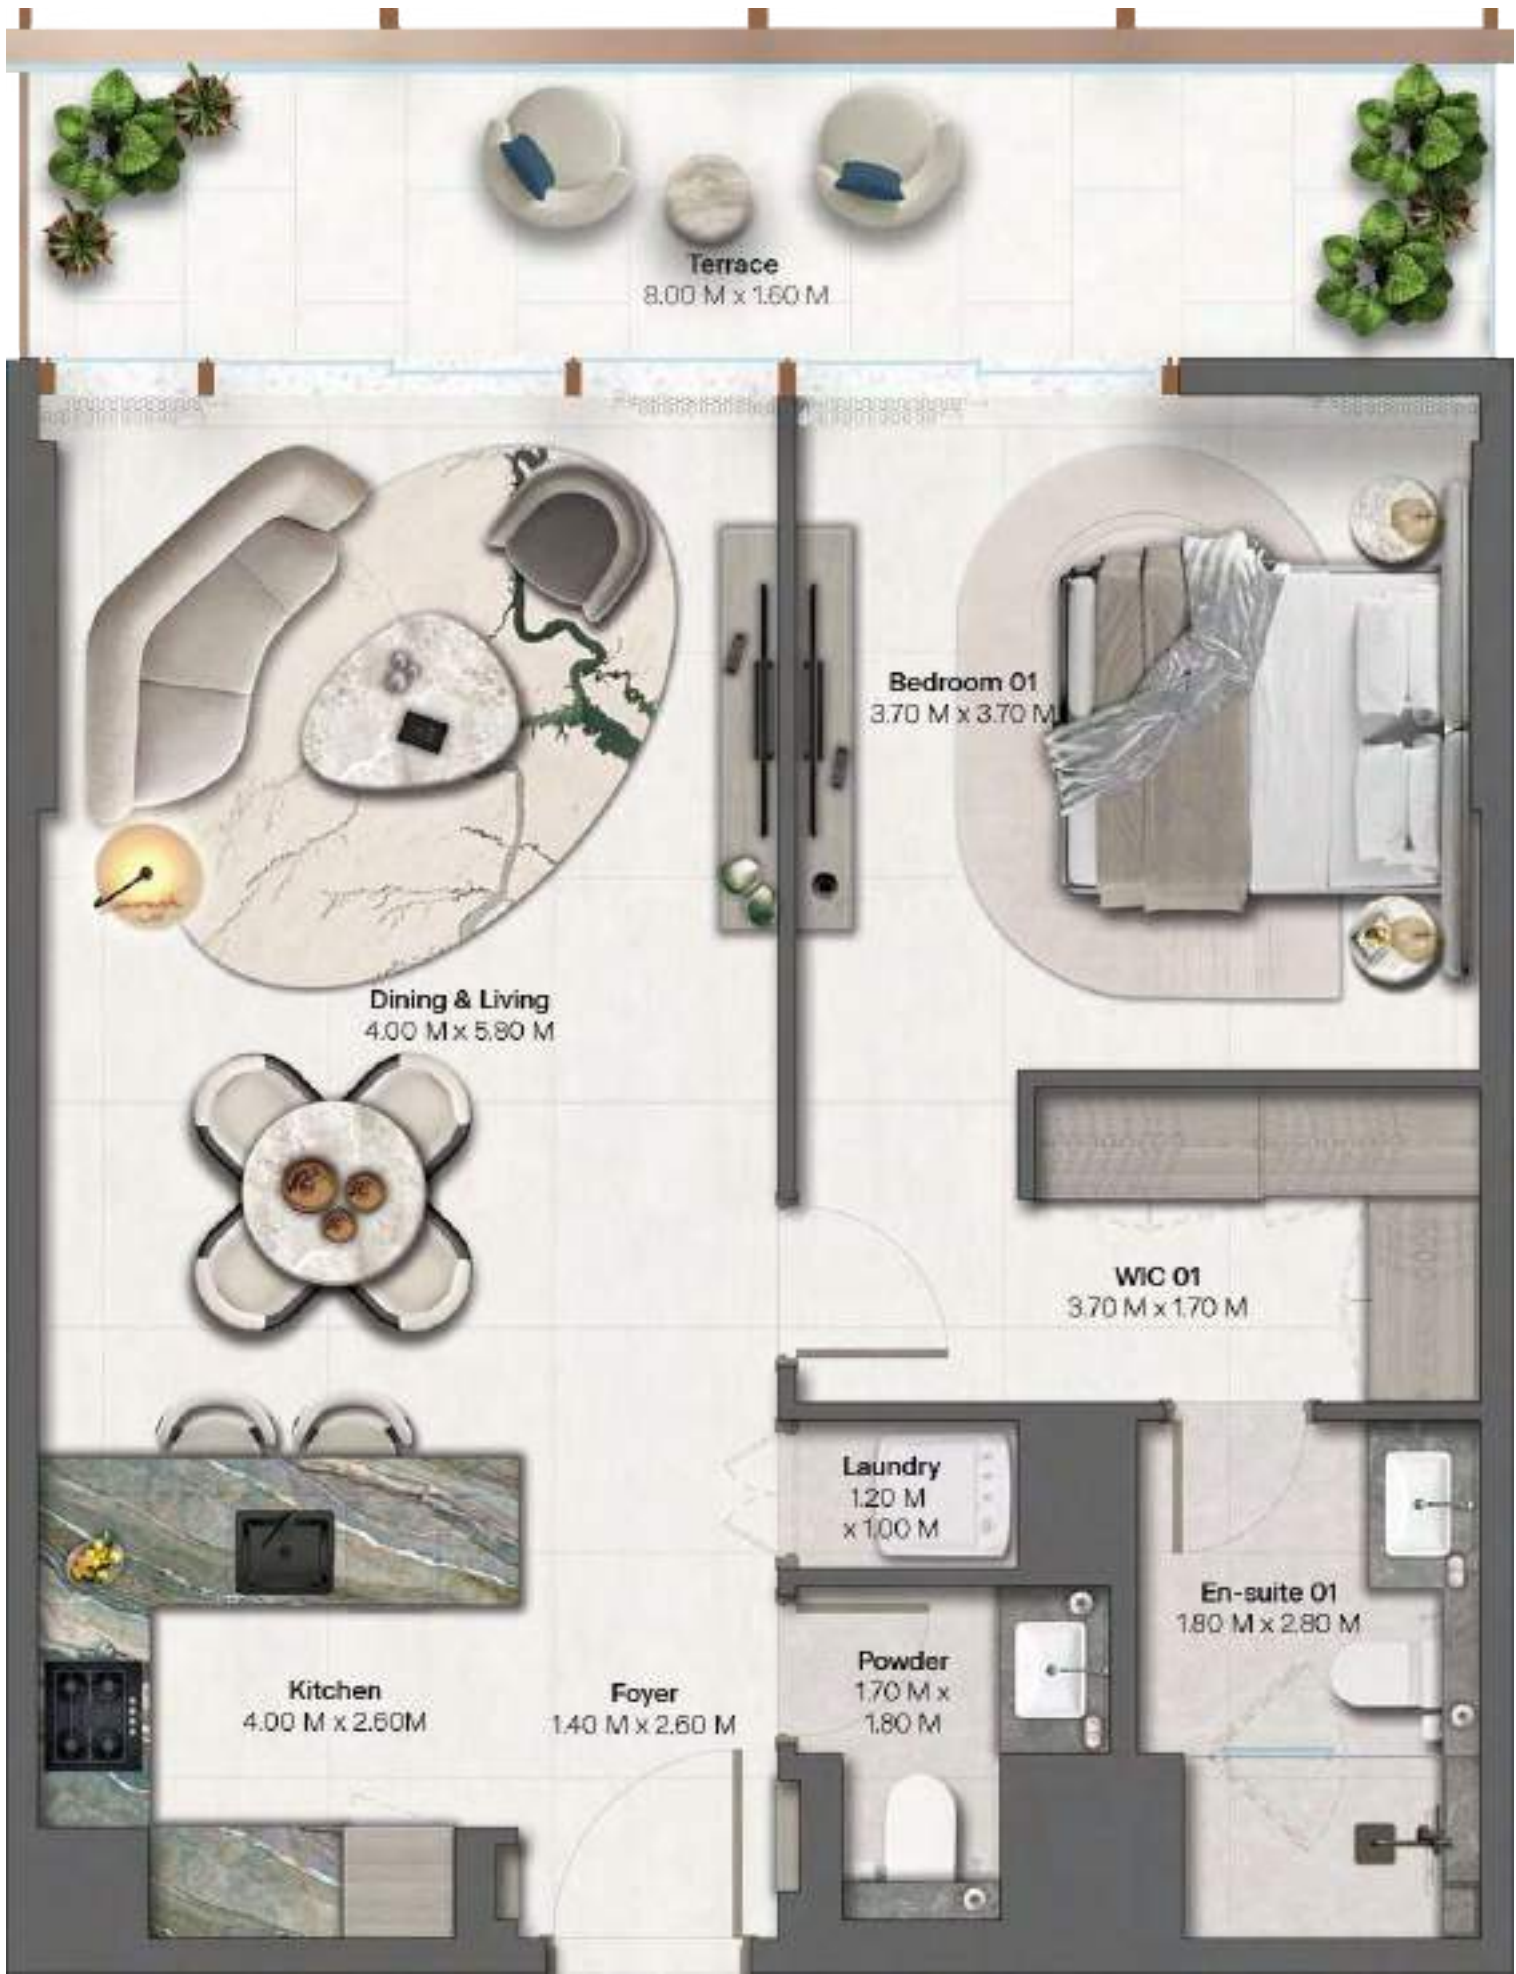 Terrace
8.00 M x 1.60 M
Bedroom 01
3.70 M x 3.70 M
Dining & Living
4.00 M x 5.80 M
WIC 01
3.70 M x 1.70 M
Laundry
1.20 M
x 1.00 M
En-suite 01
1.80 M x 2.80 M
Powder
1.70 M x
1.80 M
Kitchen
4.00 M x 2.60M
Foyer
1.40 M x 2.60 M